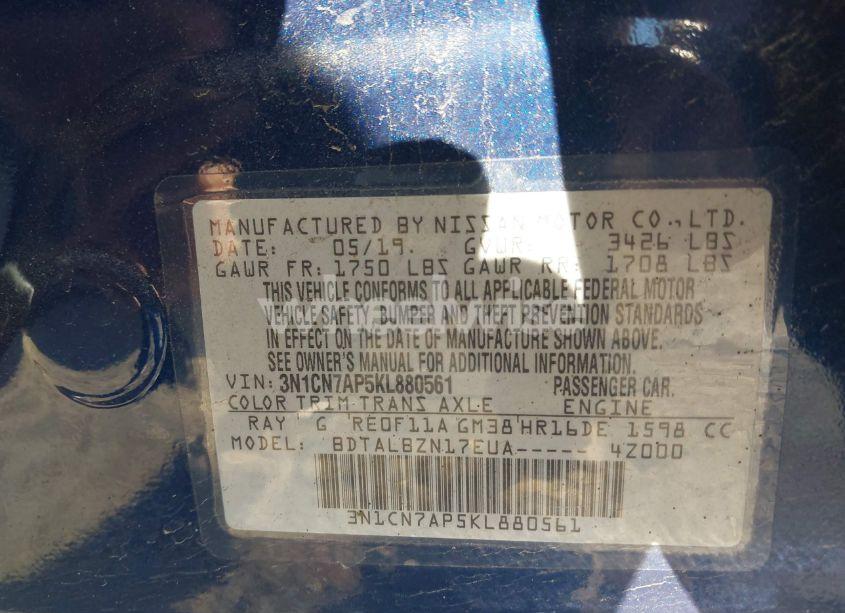 MANUFACTURED BY NISSAN MOTOR CO., LTD.
DATE: 05/19. GVWR: 3426 LBS
GAWR FR: 1750 LBS GAWR RR: 1708 LBS
THIS VEHICLE CONFORMS TO ALL APPLICABLE FEDERAL MOTOR
VEHICLE SAFETY, BUMPER AND THEFT PREVENTION STANDARDS
IN EFFECT ON THE DATE OF MANUFACTURE SHOWN ABOVE.
SEE OWNER'S MANUAL FOR ADDITIONAL INFORMATION.
VIN: 3N1CN7AP5KL880561 PASSENGER CAR.
COLOR TRIM TRANS AXLE ENGINE
RAY G RE0F11A GM38 HR16DE 1598 CC
MODEL: BDTALBZN17EUA----- 4Z000
3N1CN7AP5KL880561